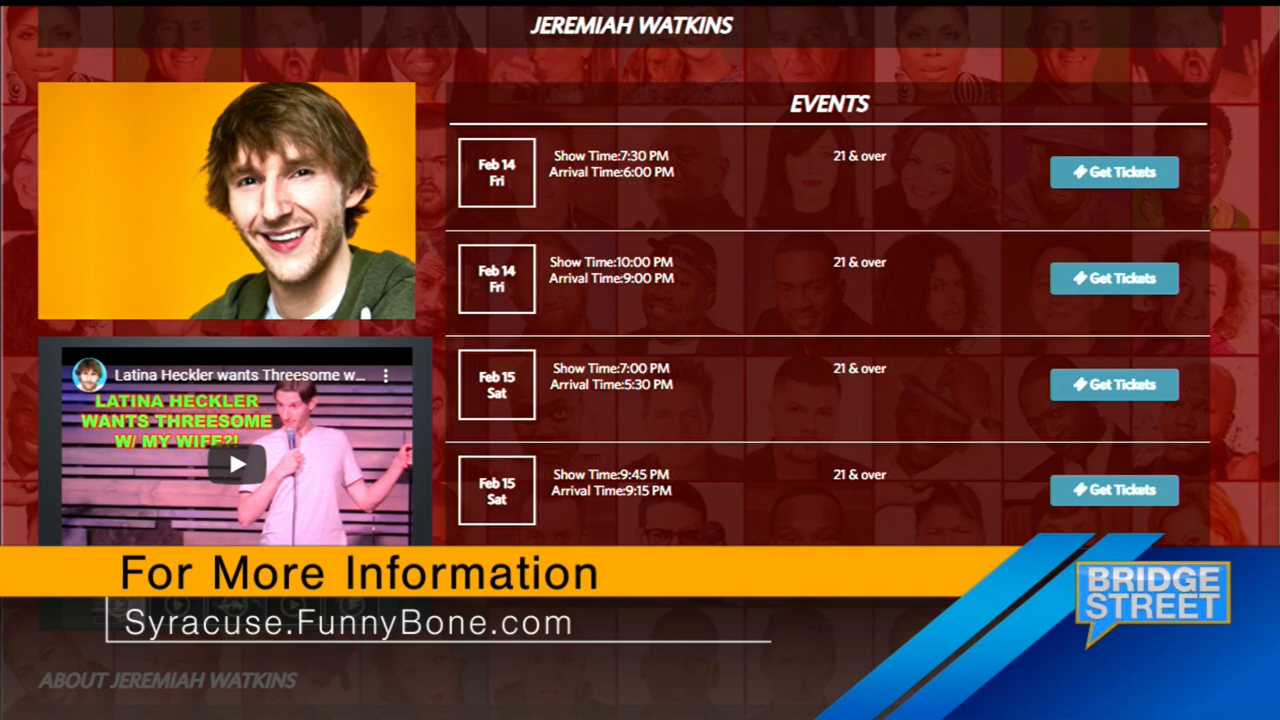 JEREMIAH WATKINS
EVENTS
Feb 14
Fri
Show Time:7:30 PM
Arrival Time:6:00 PM
21 & over
Get Tickets
Feb 14
Fri
Show Time:10:00 PM
Arrival Time:9:00 PM
21 & over
Get Tickets
Feb 15
Sat
Show Time:7:00 PM
Arrival Time:5:30 PM
21 & over
Get Tickets
Feb 15
Sat
Show Time:9:45 PM
Arrival Time:9:15 PM
21 & over
Get Tickets
Latina Heckler wants Threesome w...
LATINA HECKLER
WANTS THREESOME
W/ MY WIFE?!
For More Information
Syracuse.FunnyBone.com
BRIDGE
STREET
ABOUT JEREMIAH WATKINS